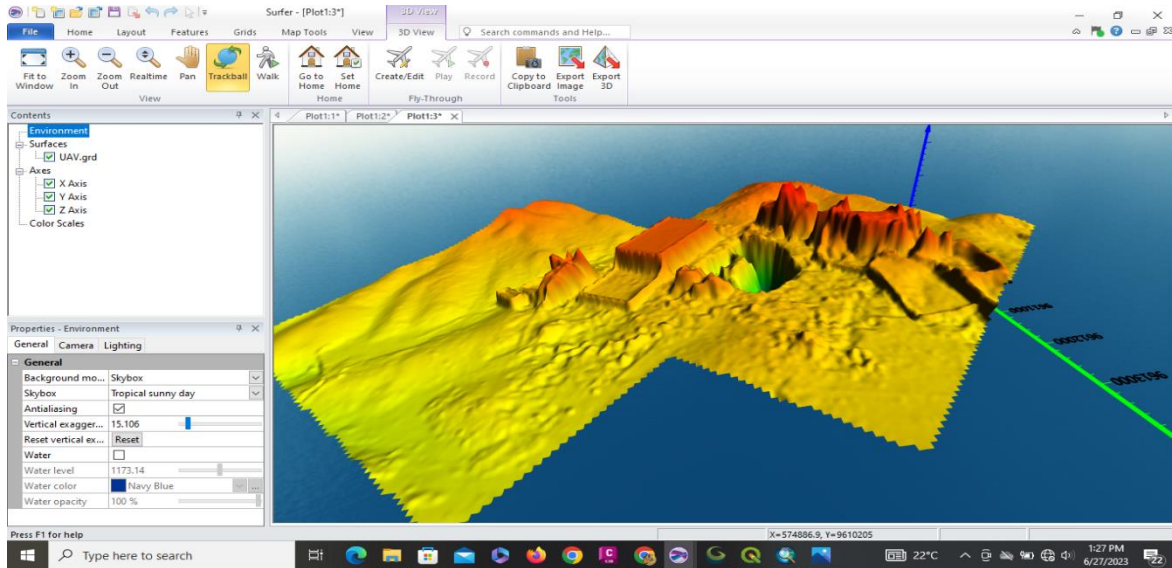 Surfer - [Plot1:3*]
3D View
File Home Layout Features Grids Map Tools View 3D View Search commands and Help...
Fit to Window
Zoom In
Zoom Out
Realtime
Pan
Trackball
Walk
Go to Home
Set Home
Create/Edit
Play
Record
Copy to Clipboard
Export Image
Export 3D
View Home Fly-Through Tools
Contents
Plot1:1* Plot1:2* Plot1:3*
Environment
Surfaces
UAV.grd
Axes
X Axis
Y Axis
Z Axis
Color Scales
9611000
9612000
9613000
Properties - Environment
General Camera Lighting
General
Background mo... Skybox
Skybox Tropical sunny day
Antialiasing
Vertical exagger... 15.106
Reset vertical ex... Reset
Water
Water level 1173.14
Water color Navy Blue ...
Water opacity 100 %
Press F1 for help
X=574886.9, Y=9610205
Type here to search
22°C
1:27 PM
6/27/2023
22